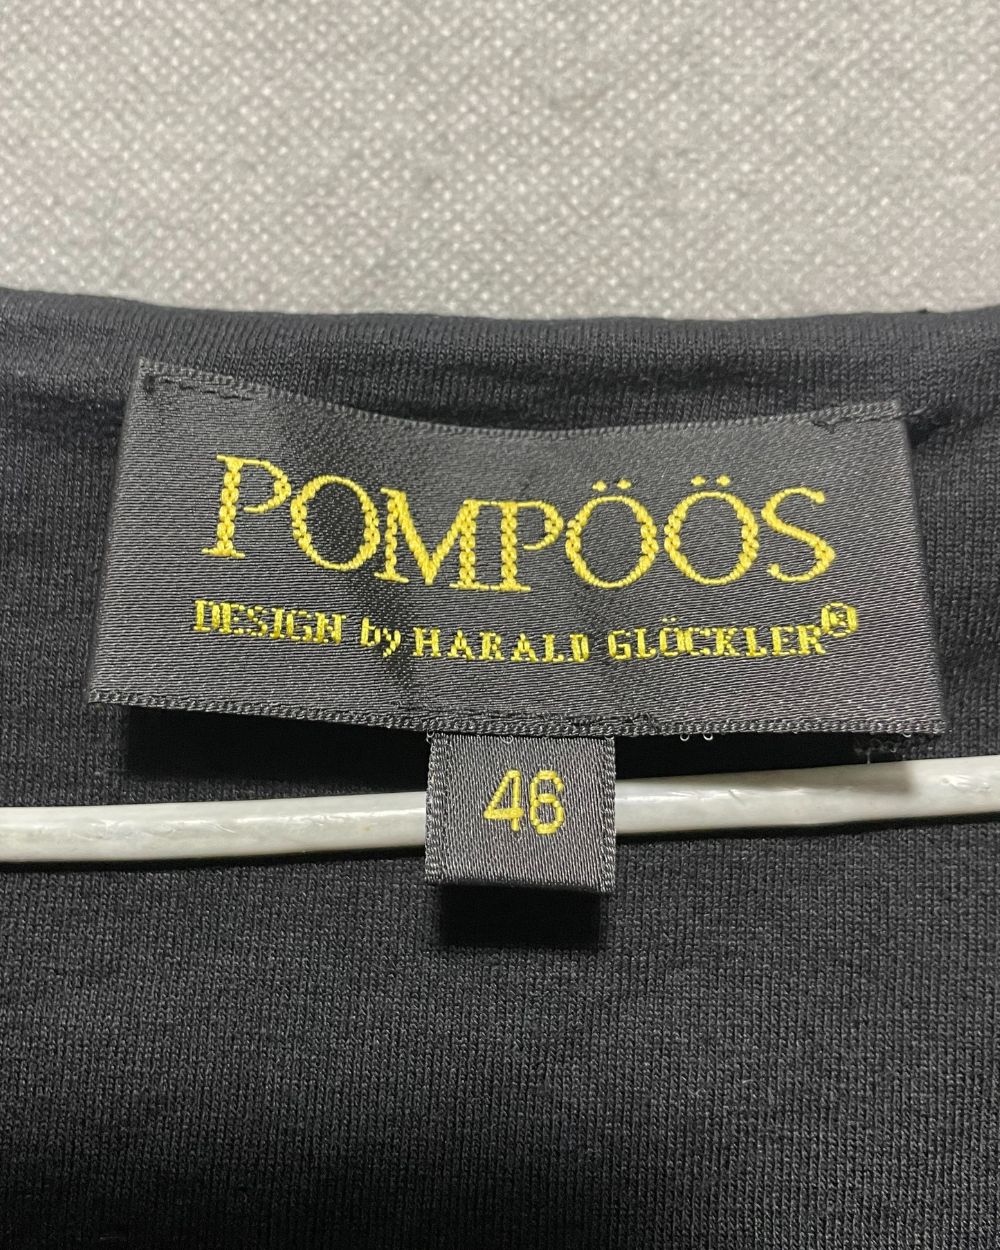 POMPÖÖS
DESIGN by HARALD GLÖCKLER®
46